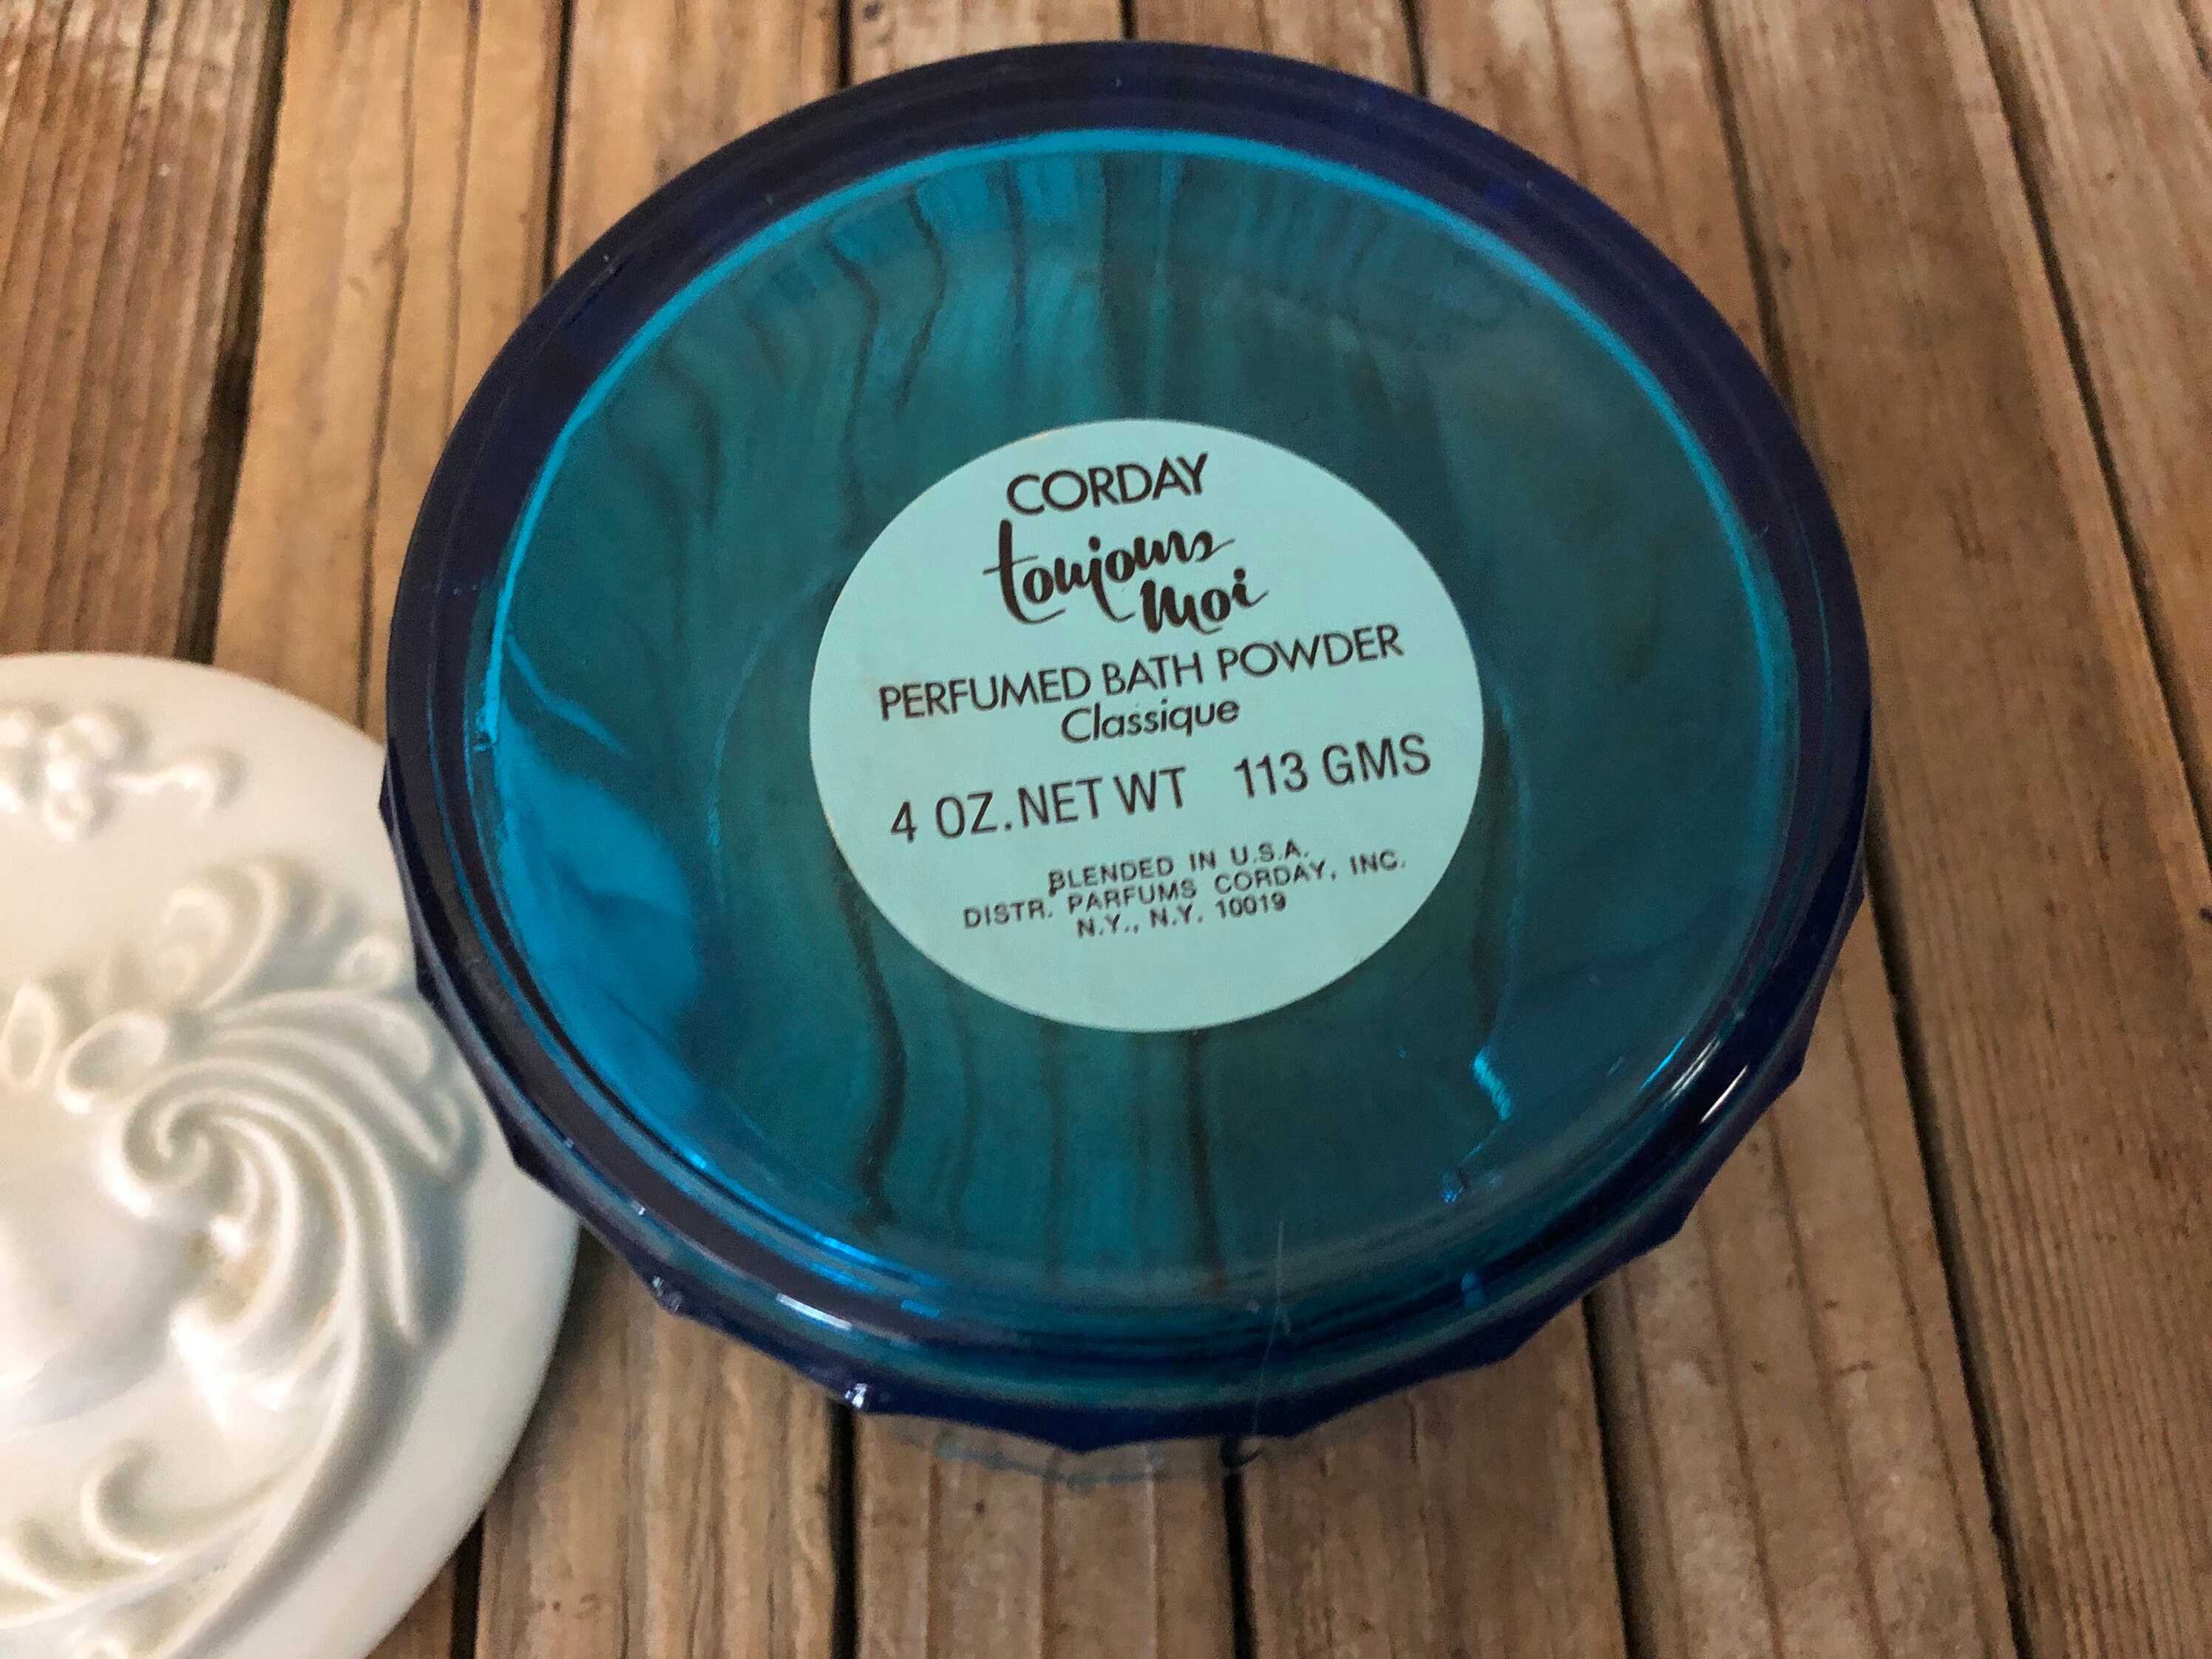 CORDAY
toujours
moi
PERFUMED BATH POWDER
Classique
4 OZ. NET WT 113 GMS
BLENDED IN U.S.A.
DISTR. PARFUMS CORDAY, INC.
N.Y., N.Y. 10019